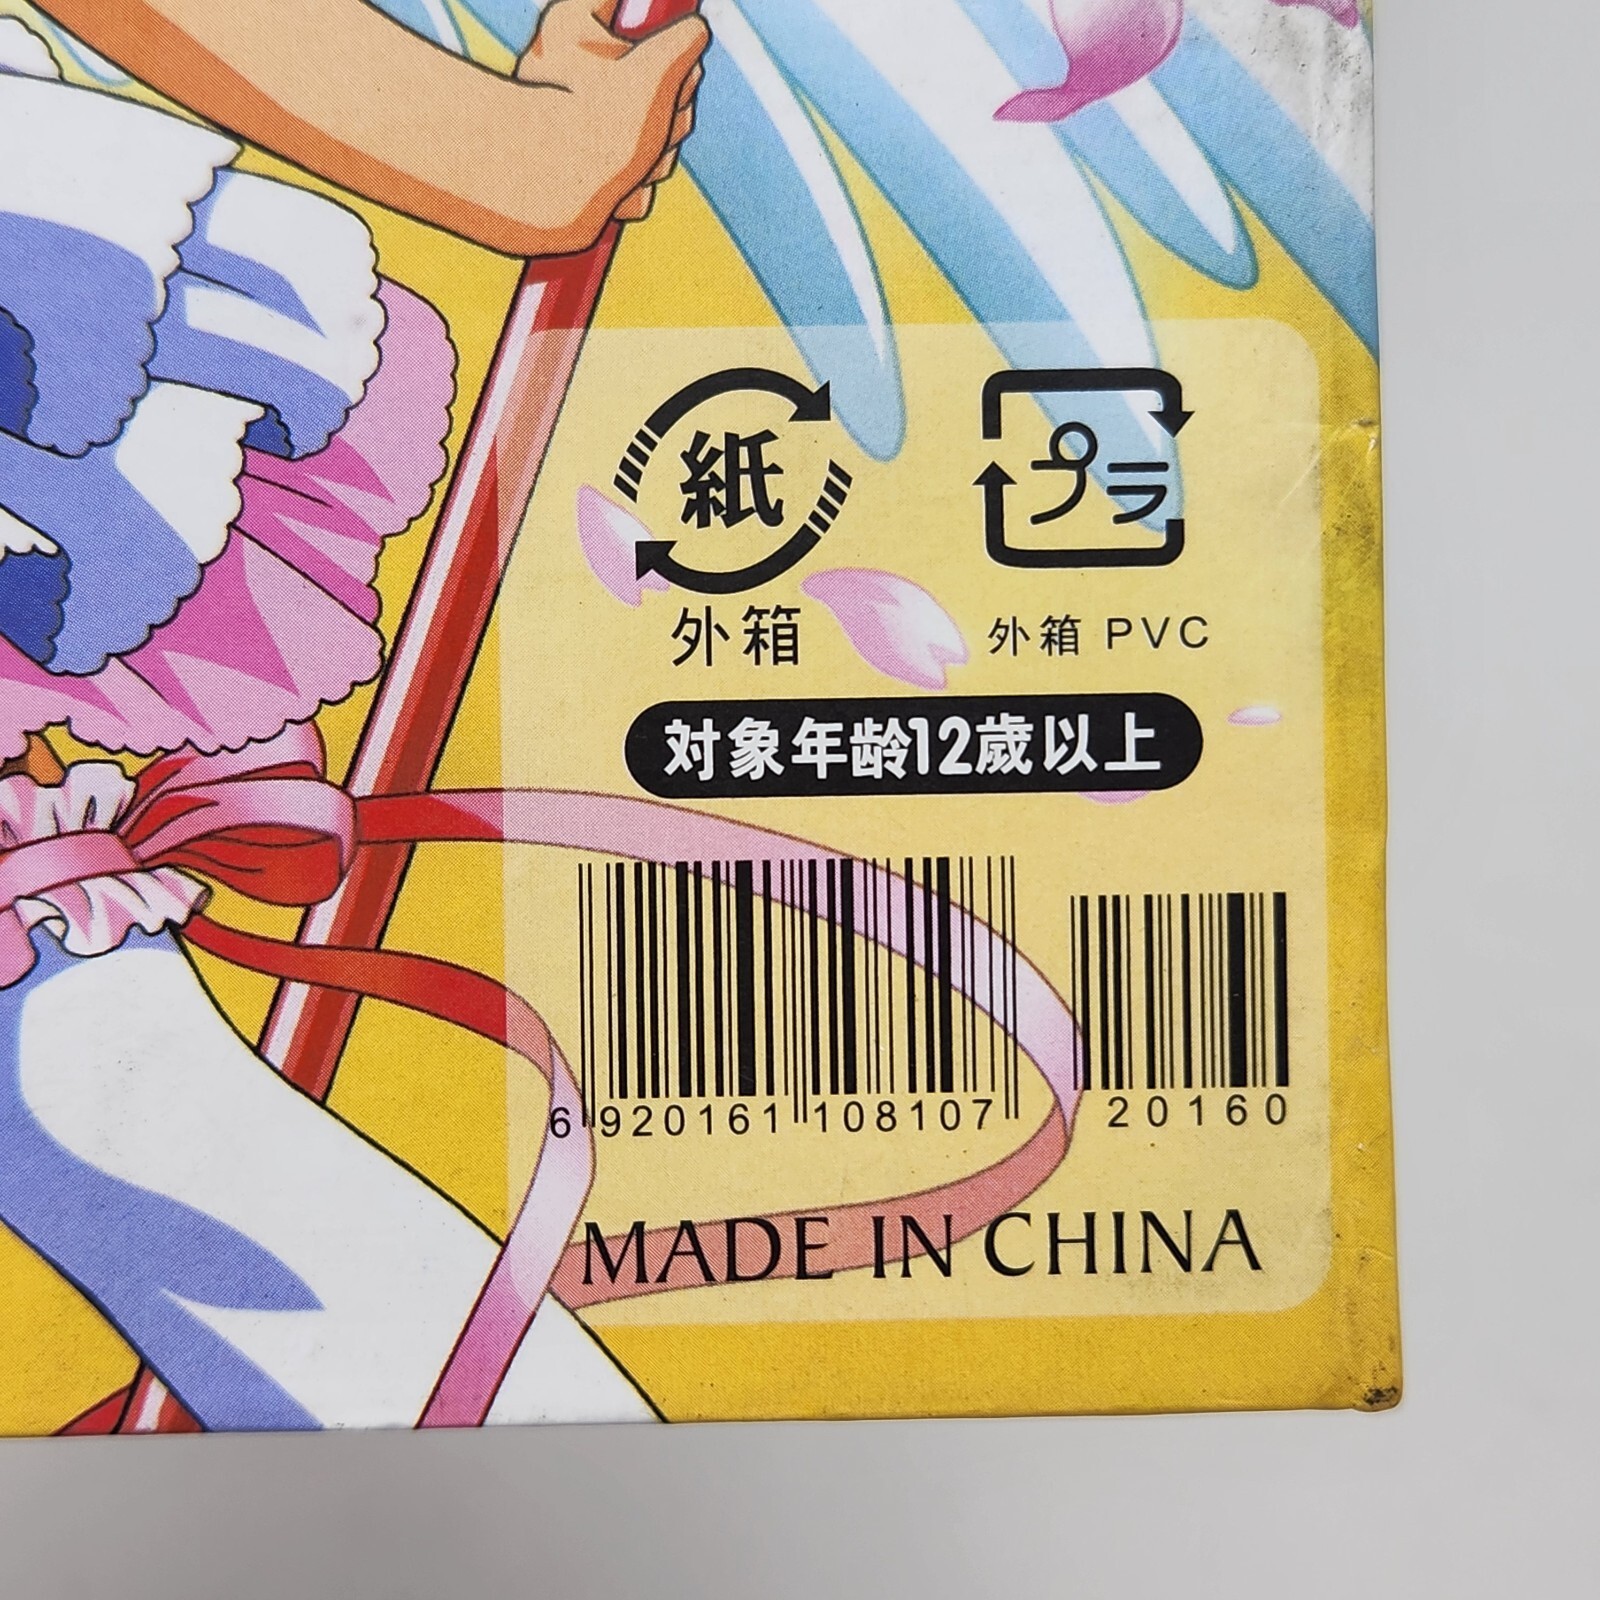 紙
プラ
外箱
外箱 PVC
対象年齢12歳以上
6 920161 108107
20160
MADE IN CHINA